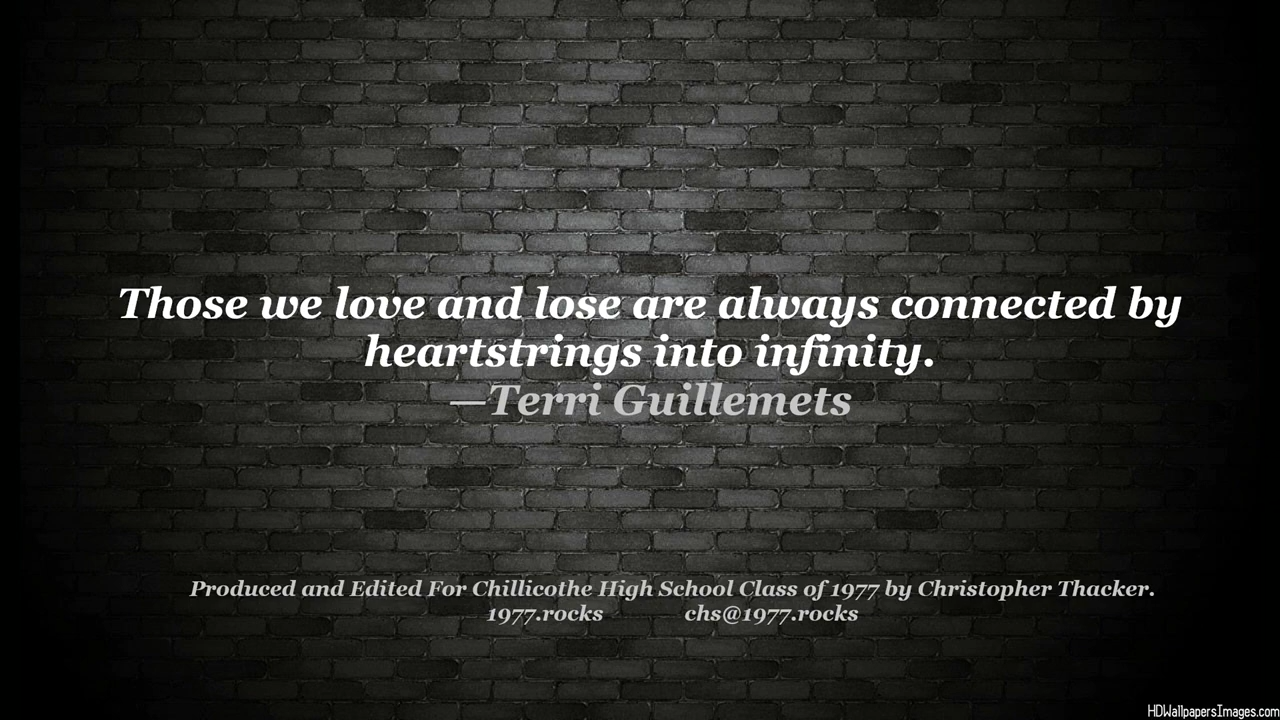 Those we love and lose are always connected by
heartstrings into infinity.
—Terri Guillemets
Produced and Edited For Chillicothe High School Class of 1977 by Christopher Thacker.
1977.rocks chs@1977.rocks
HDWallpapersImages.com